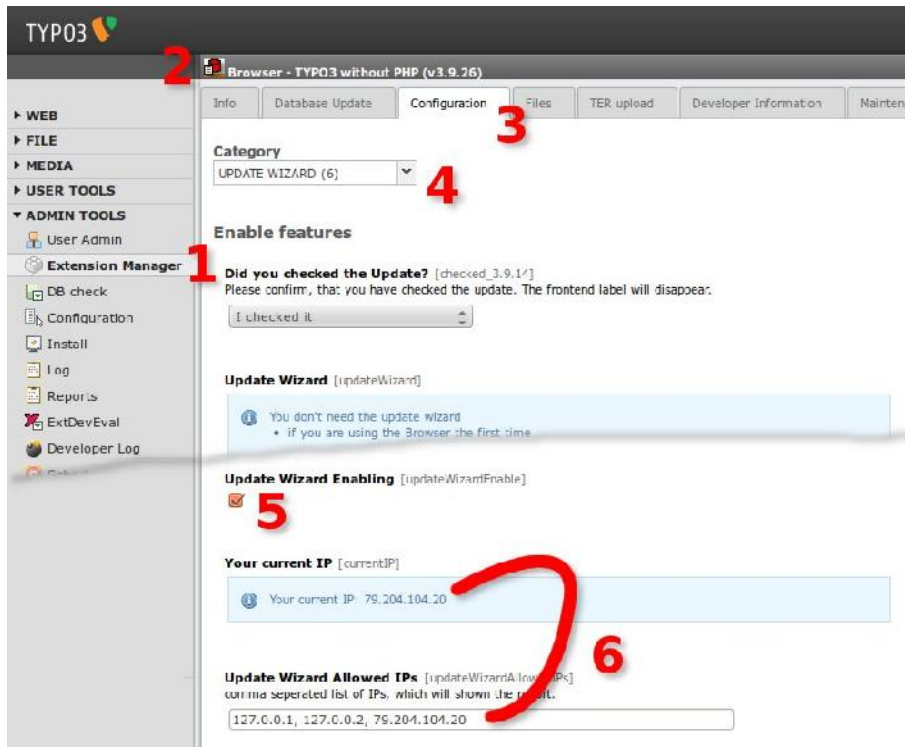 TYPO3
2
Browser - TYPO3 without PHP (v3.9.26)
Info
Database Update
Configuration
Files
TER upload
Developer Information
3
WEB
FILE
MEDIA
USER TOOLS
ADMIN TOOLS
User Admin
Extension Manager
1
DB check
Configuration
Install
Log
Reports
ExtDevEval
Developer Log
Category
UPDATE WIZARD (6)
4
Enable features
Did you checked the Update? [checked_3.9.14]
Please confirm, that you have checked the update. The frontend label will disappear.
I checked it
Update Wizard [updateWizard]
You don't need the update wizard
• if you are using the Browser the first time
Update Wizard Enabling [updateWizardEnable]
5
Your current IP [currentIP]
Your current IP: 79.204.104.20
6
Update Wizard Allowed IPs
comma seperated list of IPs, which will shown the
127.0.0.1, 127.0.0.2, 79.204.104.20